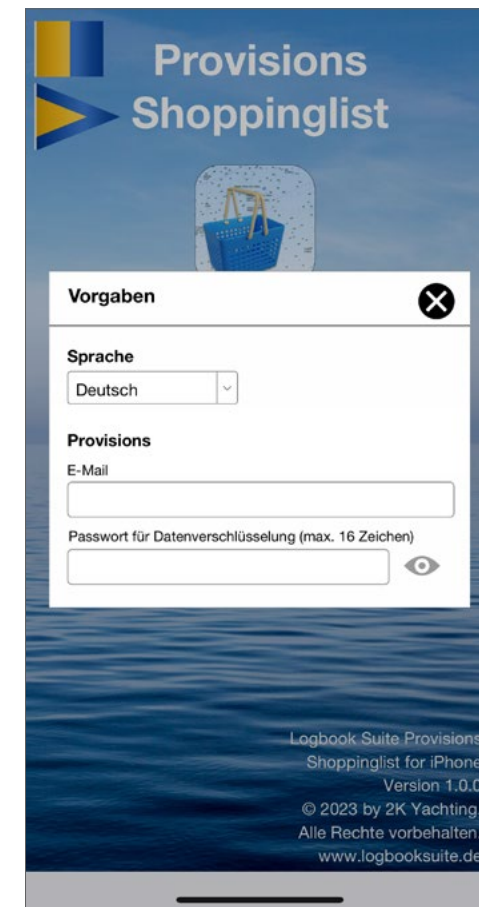 Provisions
Shoppinglist
Vorgaben
Sprache
Deutsch
Provisions
E-Mail
Passwort für Datenverschlüsselung (max. 16 Zeichen)
Logbook Suite Provisions
Shoppinglist for iPhone
Version 1.0.0
© 2023 by 2K Yachting
Alle Rechte vorbehalten.
www.logbooksuite.de